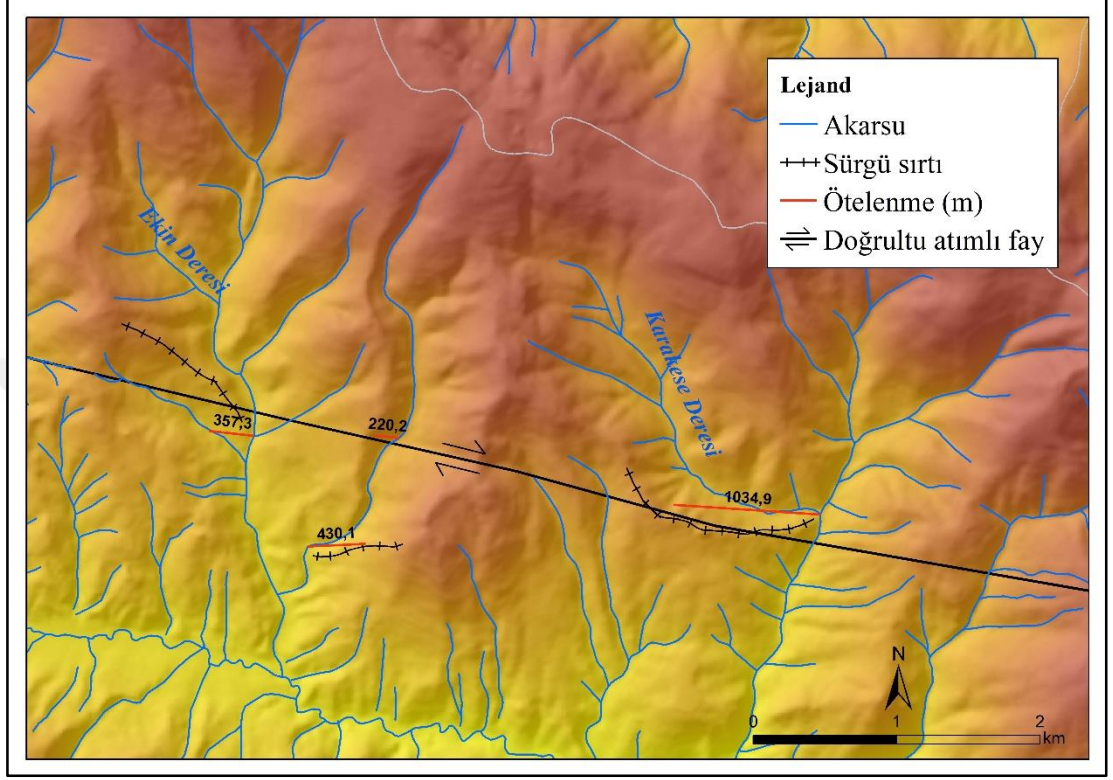 Lejand
Akarsu
Sürgü sırtı
Ötelenme (m)
Doğrultu atımlı fay
Ekin Deresi
Karakese Deresi
357,3
220,2
1034,9
430,1
N
0 1 2
km